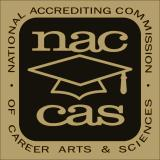 NATIONAL ACCREDITING COMMISSION
nac
cas
OF CAREER ARTS & SCIENCES